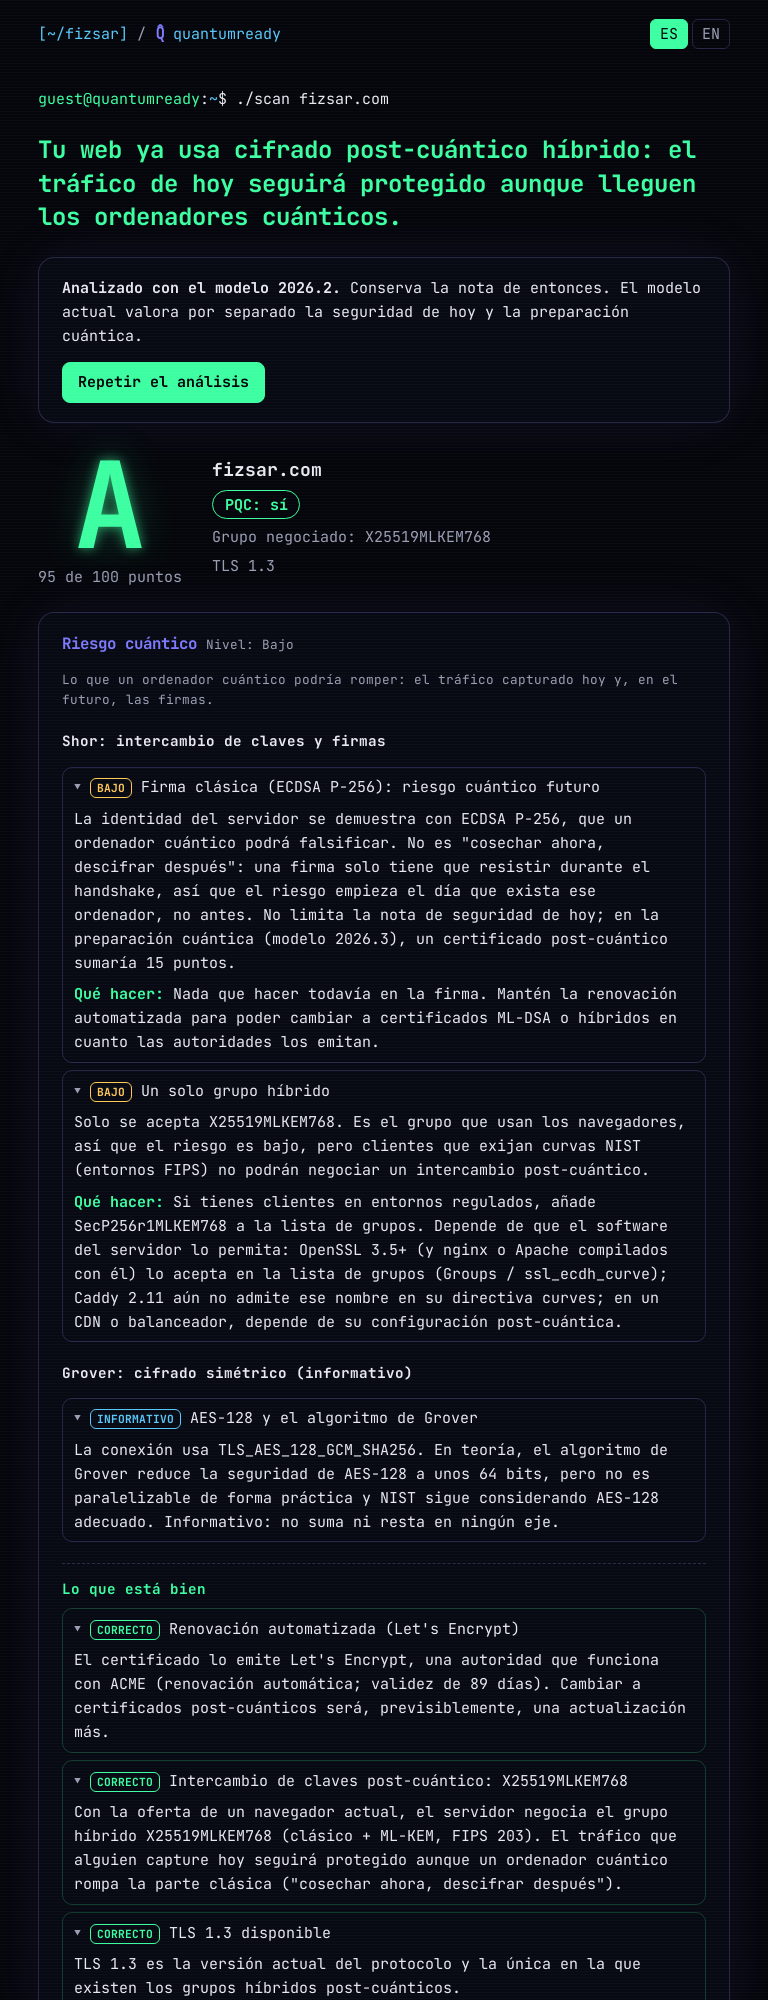 [~/fizsar] / Q̂ quantumready
ES EN
guest@quantumready:~$ ./scan fizsar.com
Tu web ya usa cifrado post-cuántico híbrido: el
tráfico de hoy seguirá protegido aunque lleguen
los ordenadores cuánticos.
Analizado con el modelo 2026.2. Conserva la nota de entonces. El modelo
actual valora por separado la seguridad de hoy y la preparación
cuántica.
Repetir el análisis
A
95 de 100 puntos
fizsar.com
PQC: sí
Grupo negociado: X25519MLKEM768
TLS 1.3
Riesgo cuántico Nivel: Bajo
Lo que un ordenador cuántico podría romper: el tráfico capturado hoy y, en el
futuro, las firmas.
Shor: intercambio de claves y firmas
▾ BAJO Firma clásica (ECDSA P-256): riesgo cuántico futuro
La identidad del servidor se demuestra con ECDSA P-256, que un
ordenador cuántico podrá falsificar. No es "cosechar ahora,
descifrar después": una firma solo tiene que resistir durante el
handshake, así que el riesgo empieza el día que exista ese
ordenador, no antes. No limita la nota de seguridad de hoy; en la
preparación cuántica (modelo 2026.3), un certificado post-cuántico
sumaría 15 puntos.
Qué hacer: Nada que hacer todavía en la firma. Mantén la renovación
automatizada para poder cambiar a certificados ML-DSA o híbridos en
cuanto las autoridades los emitan.
▾ BAJO Un solo grupo híbrido
Solo se acepta X25519MLKEM768. Es el grupo que usan los navegadores,
así que el riesgo es bajo, pero clientes que exijan curvas NIST
(entornos FIPS) no podrán negociar un intercambio post-cuántico.
Qué hacer: Si tienes clientes en entornos regulados, añade
SecP256r1MLKEM768 a la lista de grupos. Depende de que el software
del servidor lo permita: OpenSSL 3.5+ (y nginx o Apache compilados
con él) lo acepta en la lista de grupos (Groups / ssl_ecdh_curve);
Caddy 2.11 aún no admite ese nombre en su directiva curves; en un
CDN o balanceador, depende de su configuración post-cuántica.
Grover: cifrado simétrico (informativo)
▾ INFORMATIVO AES-128 y el algoritmo de Grover
La conexión usa TLS_AES_128_GCM_SHA256. En teoría, el algoritmo de
Grover reduce la seguridad de AES-128 a unos 64 bits, pero no es
paralelizable de forma práctica y NIST sigue considerando AES-128
adecuado. Informativo: no suma ni resta en ningún eje.
Lo que está bien
▾ CORRECTO Renovación automatizada (Let's Encrypt)
El certificado lo emite Let's Encrypt, una autoridad que funciona
con ACME (renovación automática; validez de 89 días). Cambiar a
certificados post-cuánticos será, previsiblemente, una actualización
más.
▾ CORRECTO Intercambio de claves post-cuántico: X25519MLKEM768
Con la oferta de un navegador actual, el servidor negocia el grupo
híbrido X25519MLKEM768 (clásico + ML-KEM, FIPS 203). El tráfico que
alguien capture hoy seguirá protegido aunque un ordenador cuántico
rompa la parte clásica ("cosechar ahora, descifrar después").
▾ CORRECTO TLS 1.3 disponible
TLS 1.3 es la versión actual del protocolo y la única en la que
existen los grupos híbridos post-cuánticos.